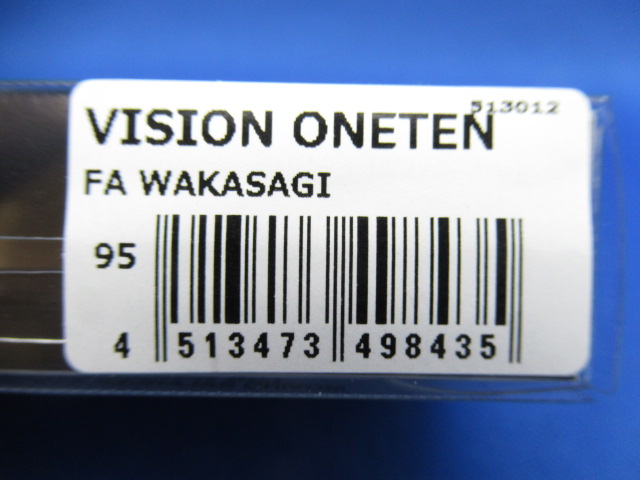 513012
VISION ONETEN
FA WAKASAGI
95
4 513473 498435